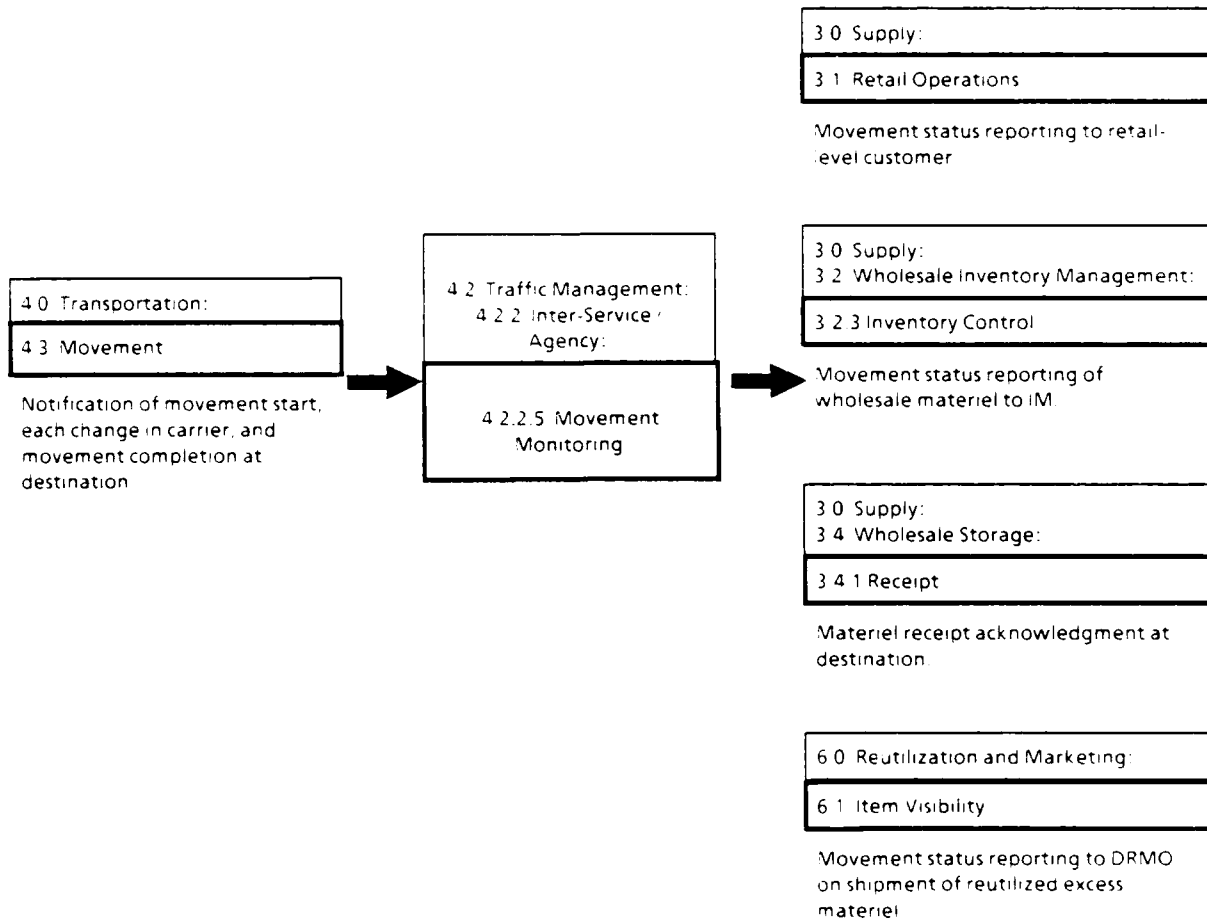 4 0 Transportation:
4 3 Movement
Notification of movement start,
each change in carrier, and
movement completion at
destination
4 2 Traffic Management:
4 2 2 Inter-Service /
Agency:
4 2.2.5 Movement
Monitoring
3 0 Supply:
3 1 Retail Operations
Movement status reporting to retail-
level customer
3 0 Supply:
3 2 Wholesale Inventory Management:
3 2 3 Inventory Control
Movement status reporting of
wholesale materiel to IM.
3 0 Supply:
3 4 Wholesale Storage:
3 4 1 Receipt
Materiel receipt acknowledgment at
destination.
6 0 Reutilization and Marketing:
6 1 Item Visibility
Movement status reporting to DRMO
on shipment of reutilized excess
materiel